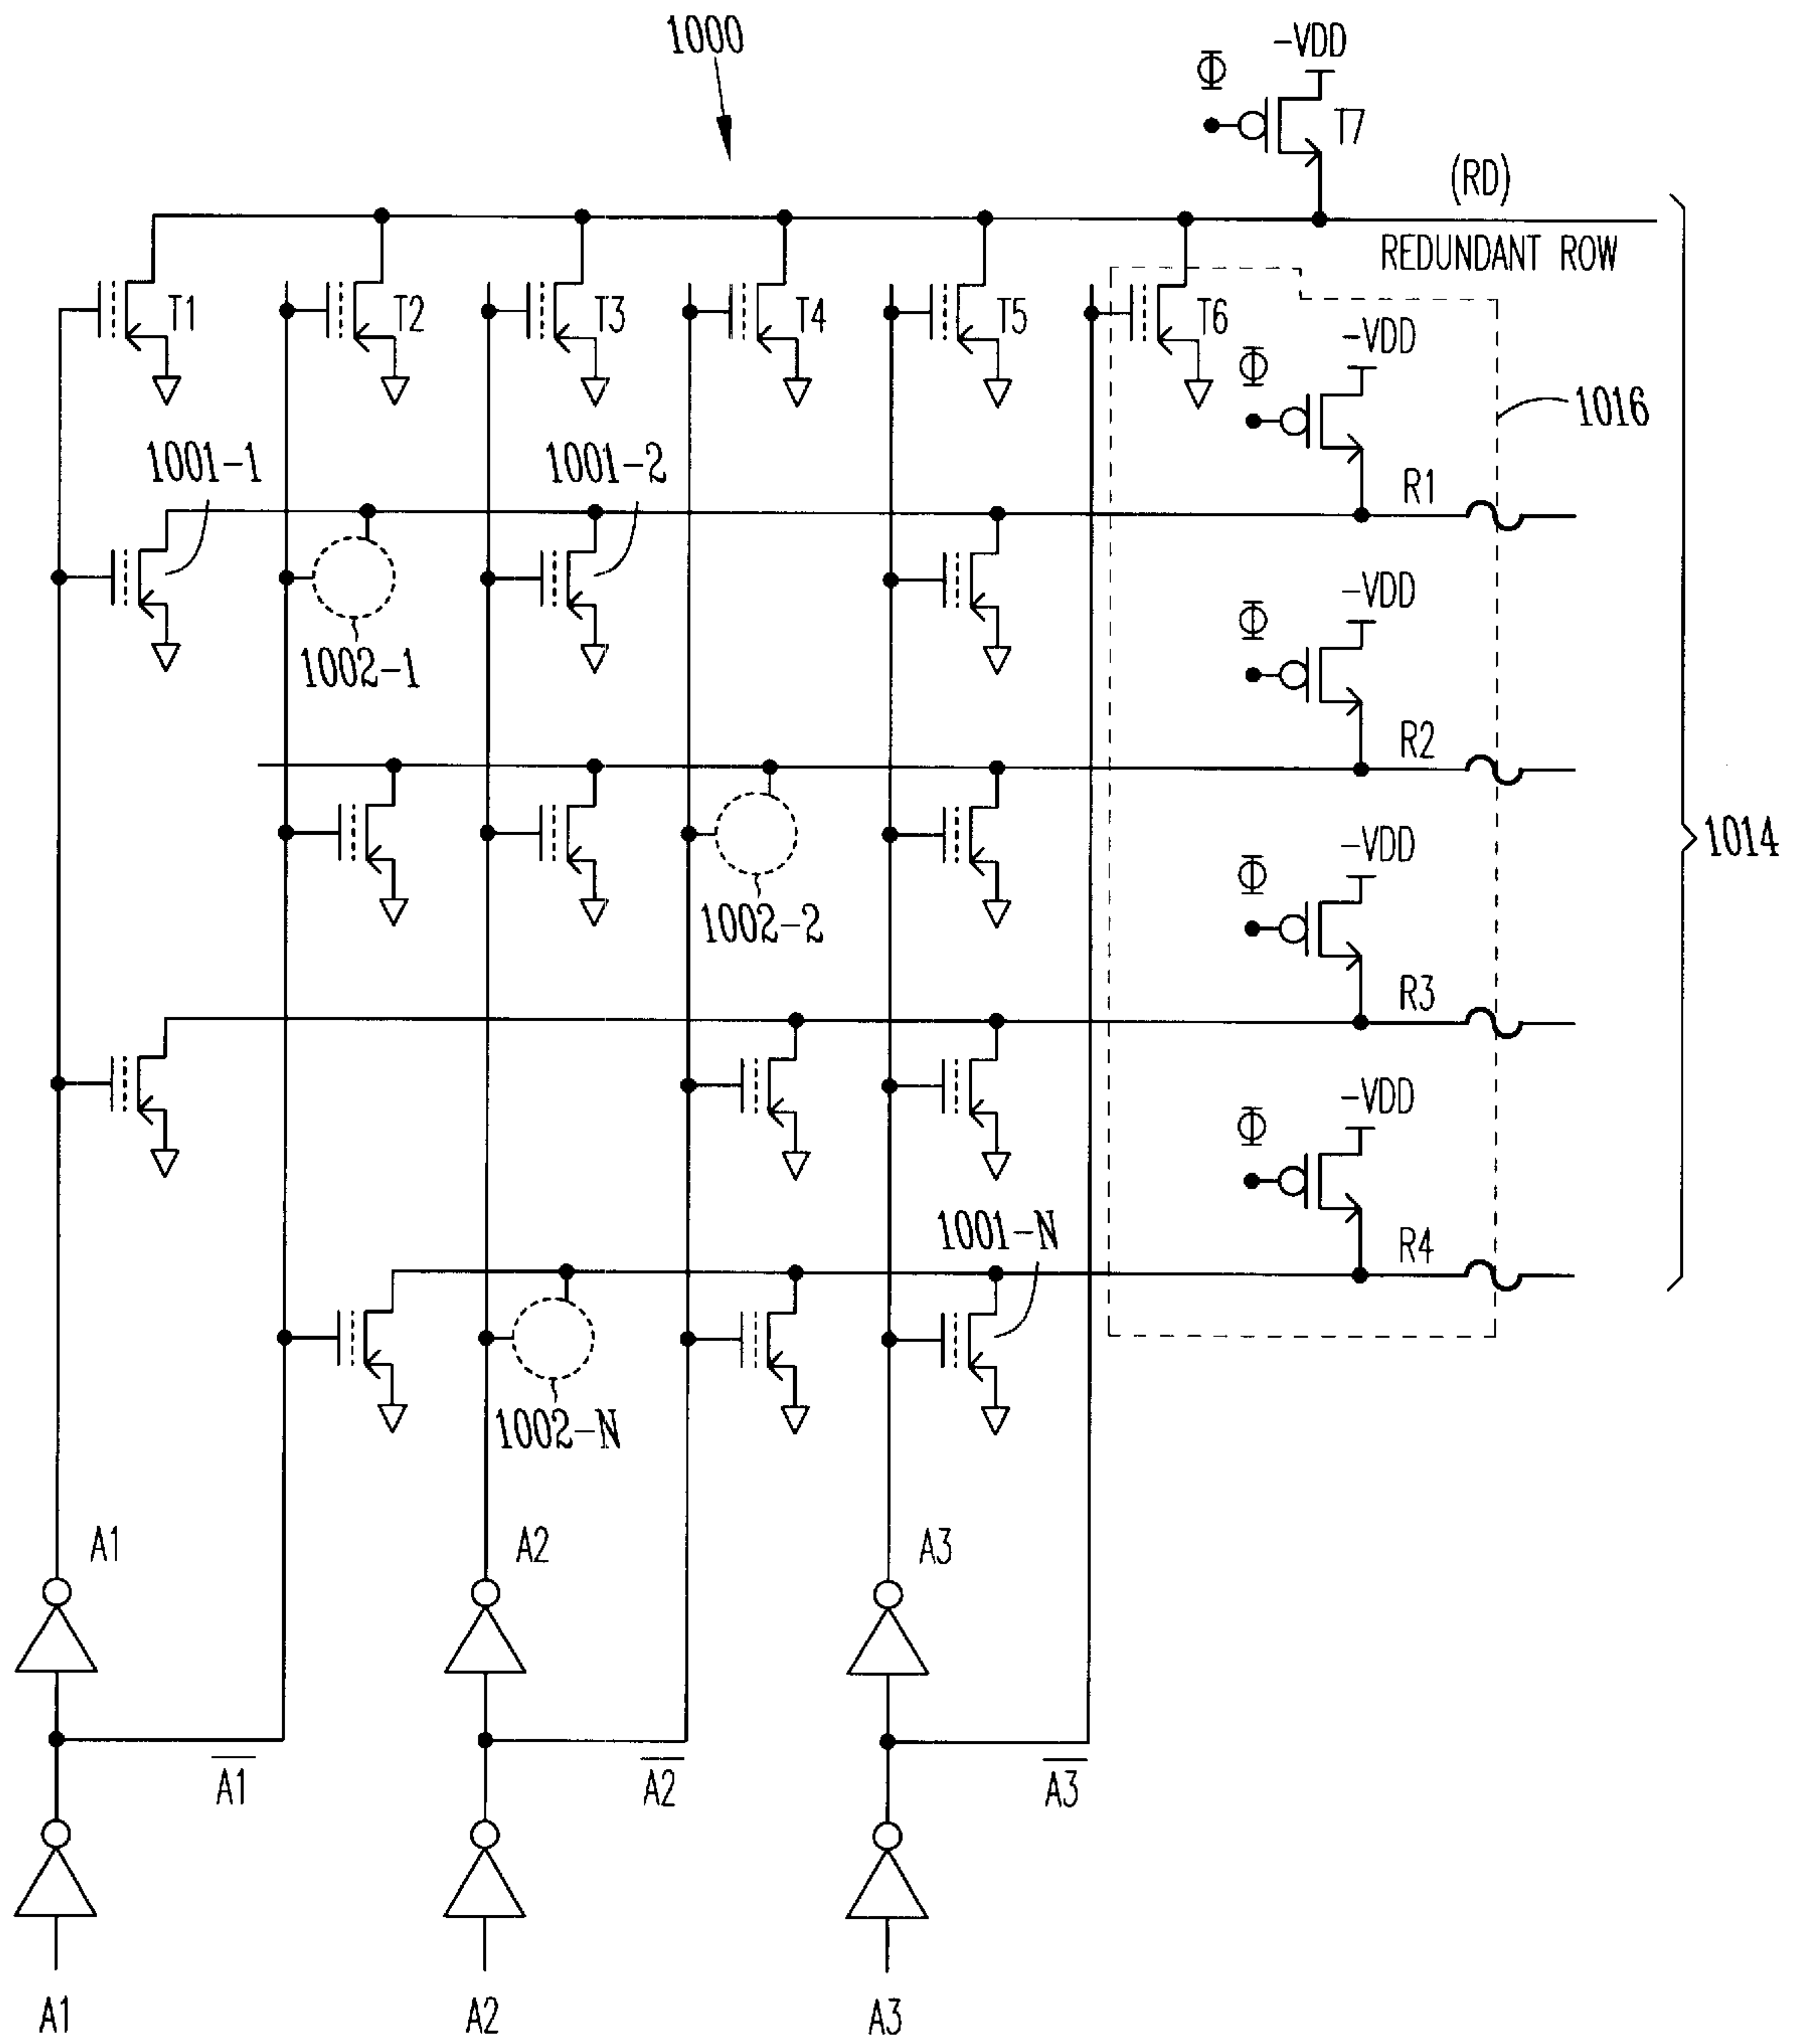 1000
Φ
-VDD
T7
(RD)
REDUNDANT ROW
T1
T2
T3
T4
T5
T6
-VDD
Φ
1016
1001-1
1001-2
R1
1002-1
-VDD
Φ
R2
1014
1002-2
-VDD
Φ
R3
-VDD
Φ
1001-N
R4
1002-N
A1
A2
A3
A1
A2
A3
A1
A2
A3